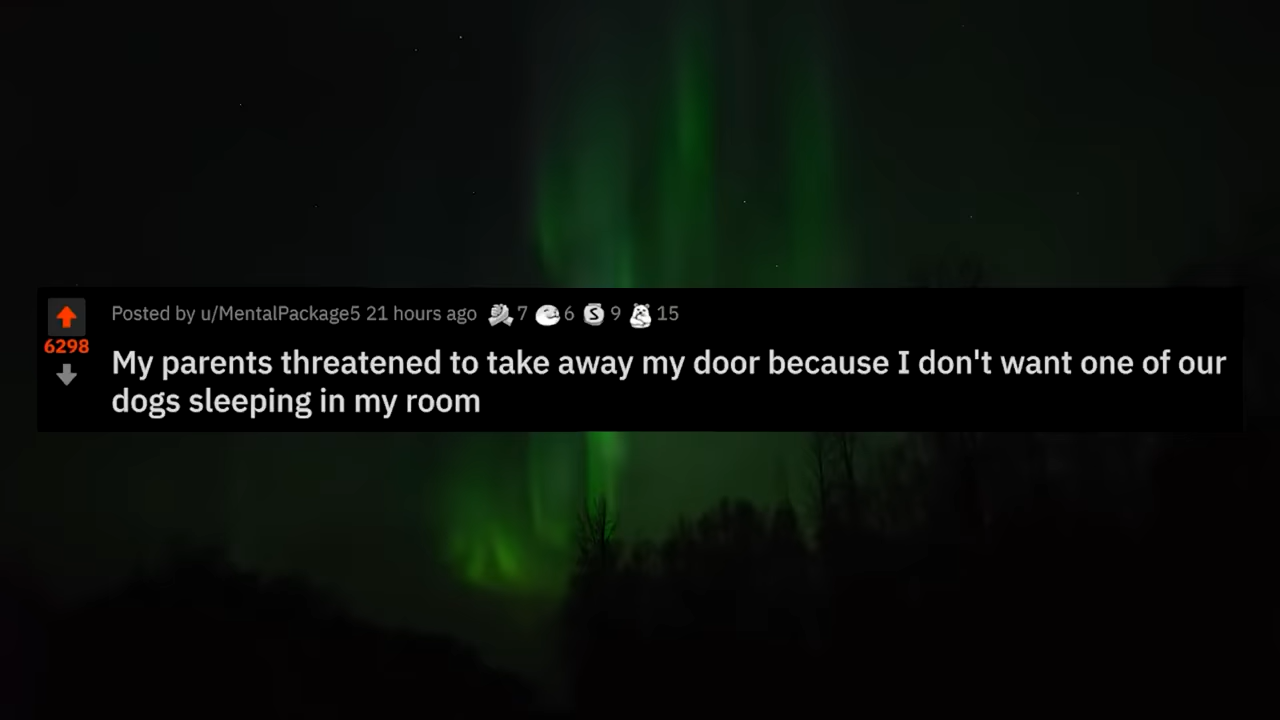 Posted by u/MentalPackage5 21 hours ago 7 6 S 9 15
6298
My parents threatened to take away my door because I don't want one of our
dogs sleeping in my room